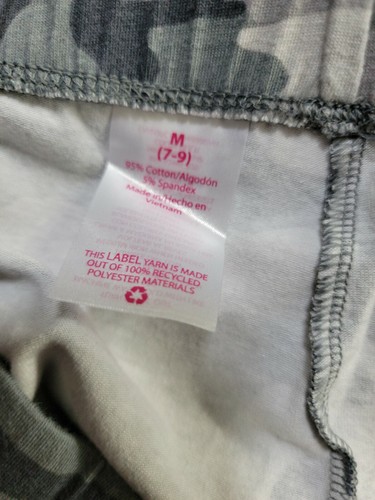 M
(7-9)
95% Cotton/Algodón
5% Spandex
Made in/Hecho en
Vietnam
THIS LABEL YARN IS MADE
OUT OF 100% RECYCLED
POLYESTER MATERIALS